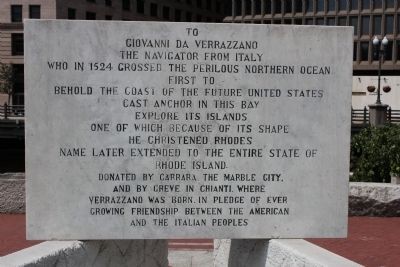 TO
GIOVANNI DA VERRAZZANO
THE NAVIGATOR FROM ITALY
WHO IN 1524 CROSSED THE PERILOUS NORTHERN OCEAN
FIRST TO
BEHOLD THE COAST OF THE FUTURE UNITED STATES
CAST ANCHOR IN THIS BAY
EXPLORE ITS ISLANDS
ONE OF WHICH BECAUSE OF ITS SHAPE
HE CHRISTENED RHODES
NAME LATER EXTENDED TO THE ENTIRE STATE OF
RHODE ISLAND.
DONATED BY CARRARA, THE MARBLE CITY,
AND BY GREVE IN CHIANTI, WHERE
VERRAZZANO WAS BORN, IN PLEDGE OF EVER
GROWING FRIENDSHIP BETWEEN THE AMERICAN
AND THE ITALIAN PEOPLES